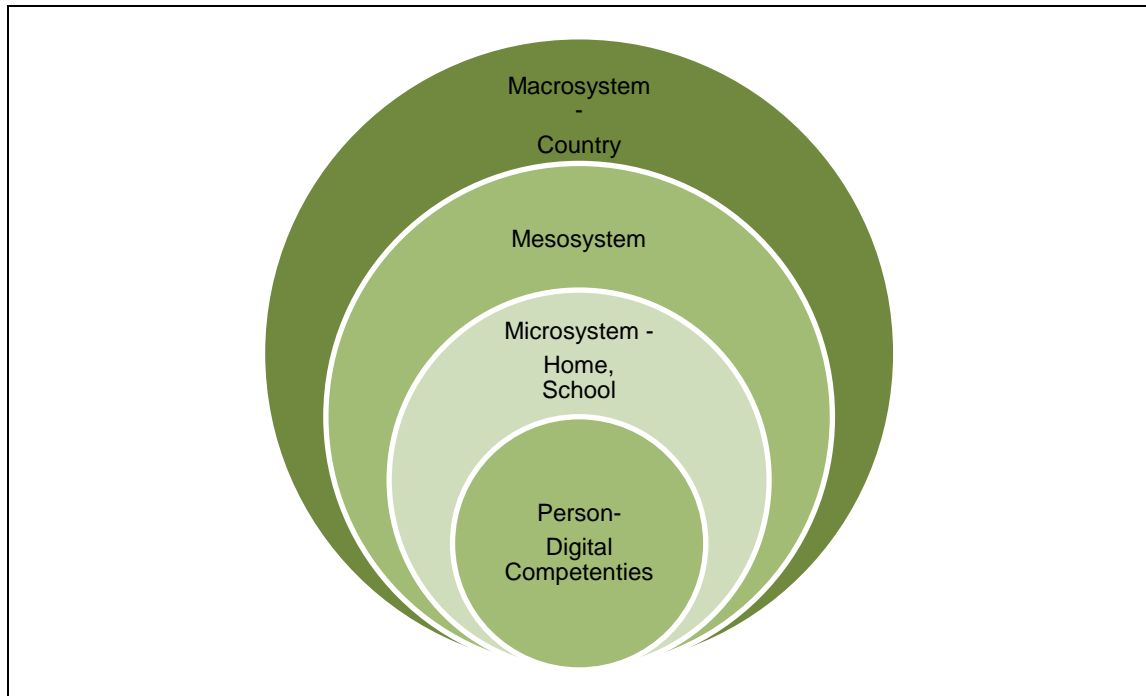 Macrosystem
-
Country
Mesosystem
Microsystem -
Home,
School
Person-
Digital
Competenties